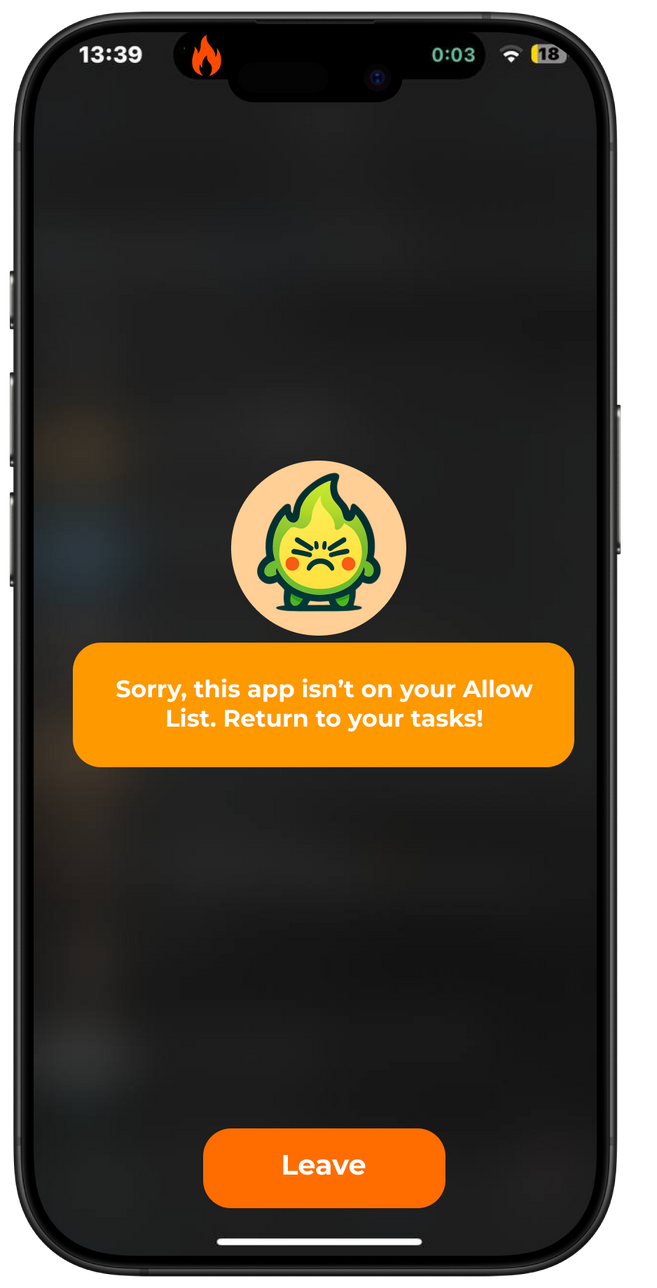 13:39
0:03
18
Sorry, this app isn’t on your Allow
List. Return to your tasks!
Leave